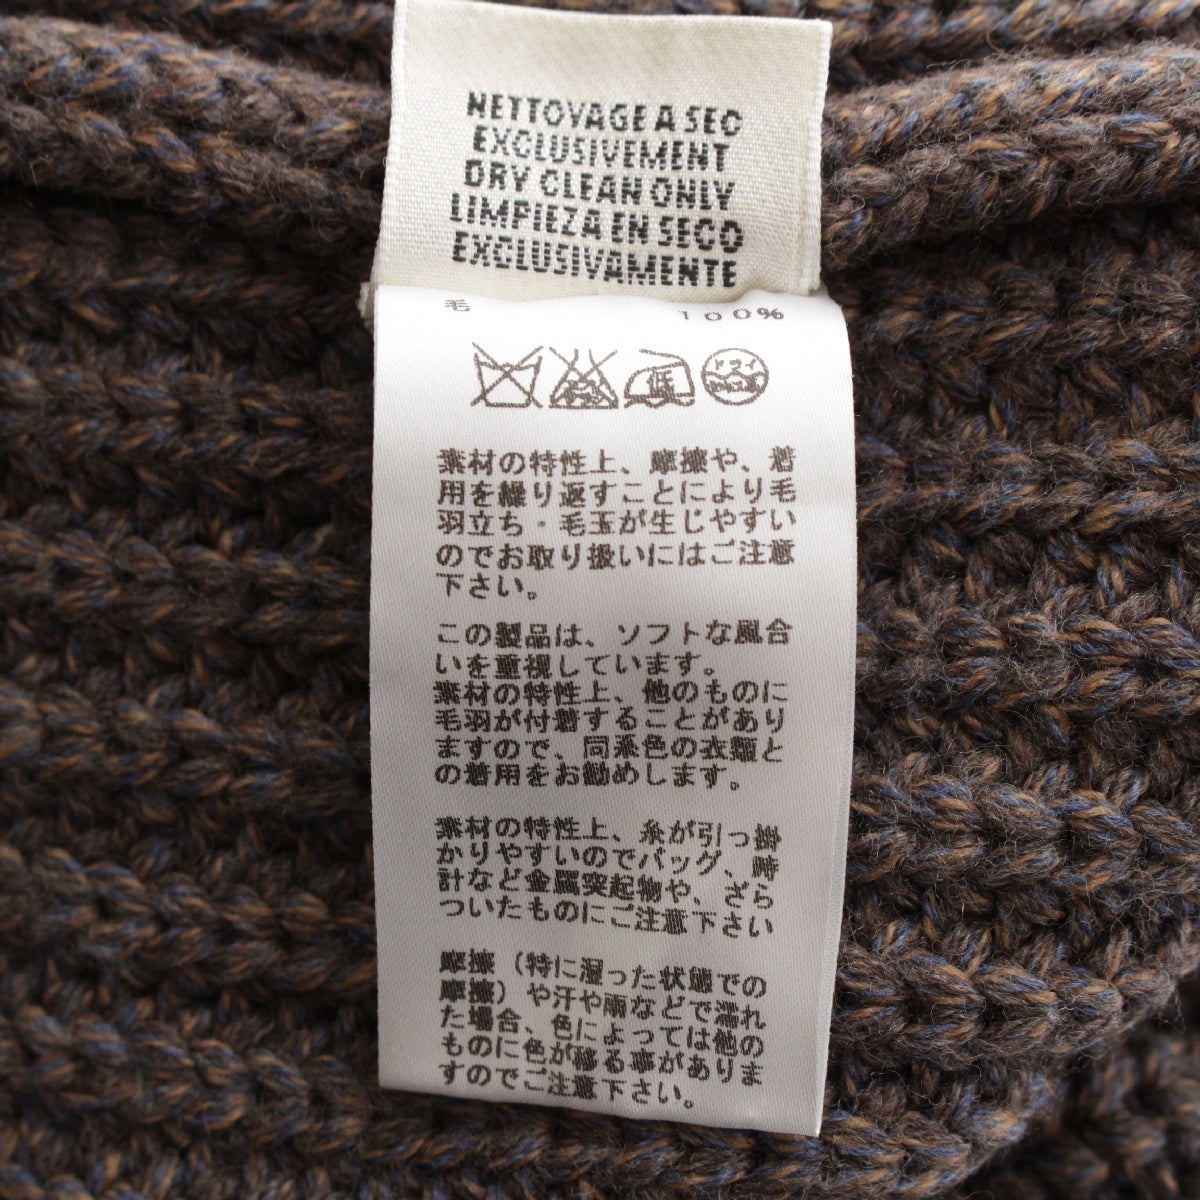 NETTOYAGE A SEC
EXCLUSIVEMENT
DRY CLEAN ONLY
LIMPIEZA EN SECO
EXCLUSIVAMENTE
毛 100%
低 ドライ
素材の特性上、摩擦や、着
用を繰り返すことにより毛
羽立ち・毛玉が生じやすい
のでお取り扱いにはご注意
下さい。
この製品は、ソフトな風合
いを重視しています。
素材の特性上、他のものに
毛羽が付着することがあり
ますので、同系色の衣類と
の着用をお勧めします。
素材の特性上、糸が引っ掛
かりやすいのでバッグ、時
計など金属突起物や、ざら
ついたものにご注意下さい
摩擦（特に湿った状態での
摩擦）や汗や雨などで濡れ
た場合、色によっては他の
ものに色が移る事がありま
すのでご注意下さい。